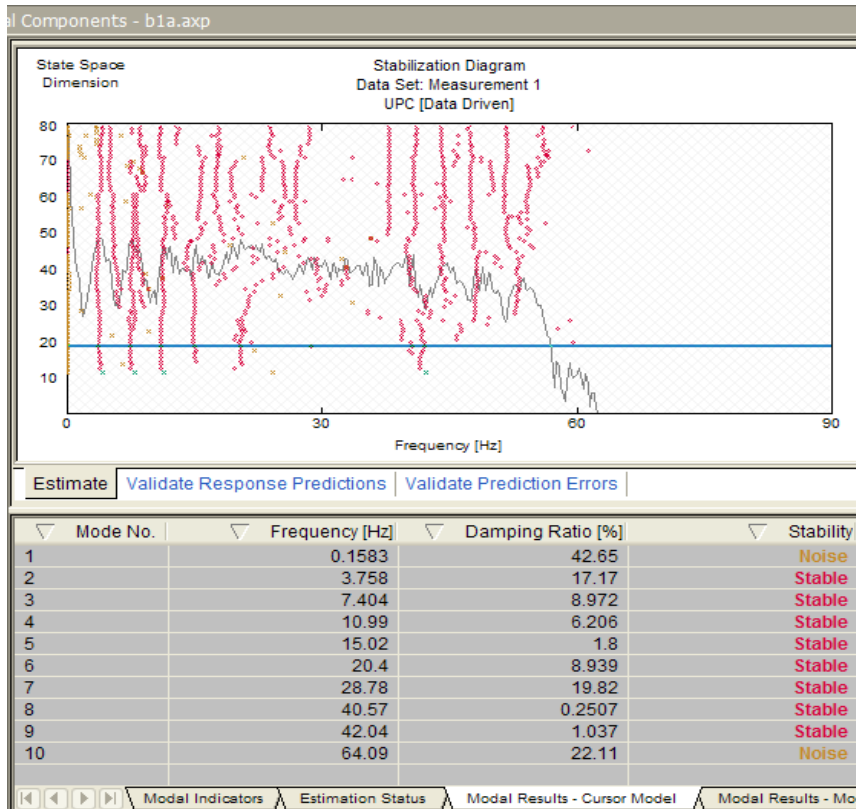 al Components - b1a.axp
State Space
Dimension
Stabilization Diagram
Data Set: Measurement 1
UPC [Data Driven]
80
70
60
50
40
30
20
10
0 30 60 90
Frequency [Hz]
Estimate Validate Response Predictions Validate Prediction Errors
Mode No. Frequency [Hz] Damping Ratio [%] Stability
1 0.1583 42.65 Noise
2 3.758 17.17 Stable
3 7.404 8.972 Stable
4 10.99 6.206 Stable
5 15.02 1.8 Stable
6 20.4 8.939 Stable
7 28.78 19.82 Stable
8 40.57 0.2507 Stable
9 42.04 1.037 Stable
10 64.09 22.11 Noise
Modal Indicators Estimation Status Modal Results - Cursor Model Modal Results - Mo